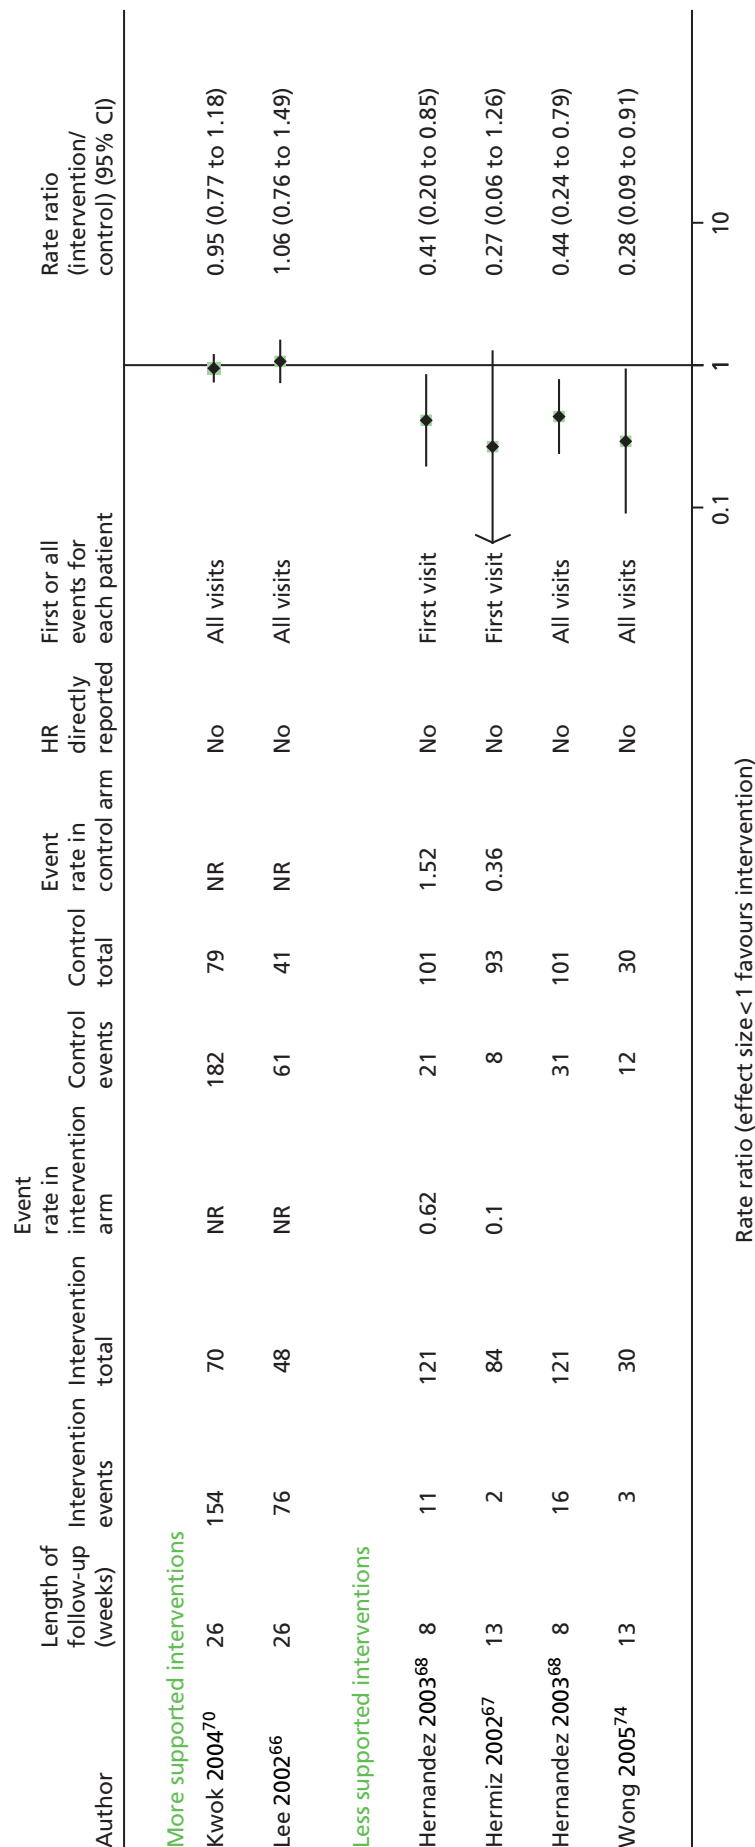 Author
Length of
follow-up
(weeks)
Intervention
events
Intervention
total
Event
rate in
intervention
arm
Control
events
Control
total
Event
rate in
control arm
HR
directly
reported
First or all
events for
each patient
Rate ratio
(intervention/
control) (95% CI)
More supported interventions
Kwok 2004⁷⁰ 26 154 70 NR 182 79 NR No All visits 0.95 (0.77 to 1.18)
Lee 2002⁶⁶ 26 76 48 NR 61 41 NR No All visits 1.06 (0.76 to 1.49)
Less supported interventions
Hernandez 2003⁶⁸ 8 11 121 0.62 21 101 1.52 No First visit 0.41 (0.20 to 0.85)
Hermiz 2002⁶⁷ 13 2 84 0.1 8 93 0.36 No First visit 0.27 (0.06 to 1.26)
Hernandez 2003⁶⁸ 8 16 121 31 101 No All visits 0.44 (0.24 to 0.79)
Wong 2005⁷⁴ 13 3 30 12 30 No All visits 0.28 (0.09 to 0.91)
0.1 1 10
Rate ratio (effect size<1 favours intervention)